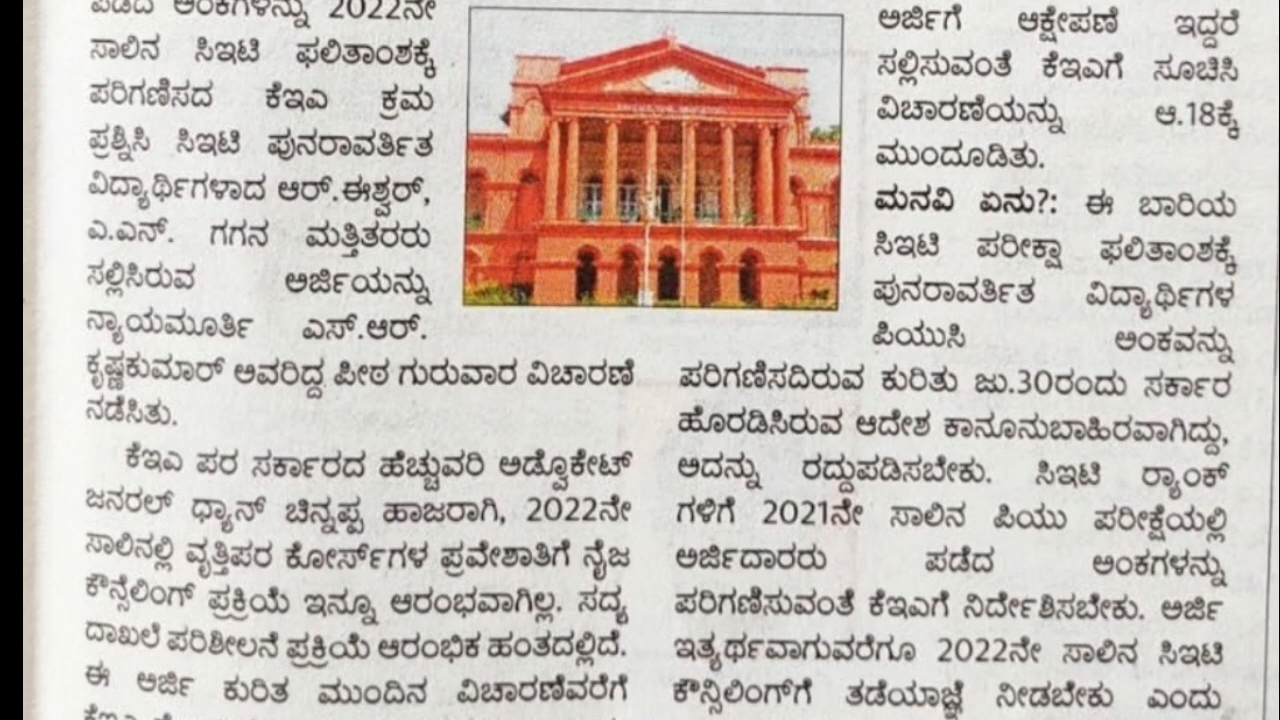 ಪಡೆದ ಅಂಕಗಳನ್ನು 2022ನೇ
ಸಾಲಿನ ಸಿಇಟಿ ಫಲಿತಾಂಶಕ್ಕೆ
ಪರಿಗಣಿಸದ ಕೆಇಎ ಕ್ರಮ
ಪ್ರಶ್ನಿಸಿ ಸಿಇಟಿ ಪುನರಾವರ್ತಿತ
ವಿದ್ಯಾರ್ಥಿಗಳಾದ ಆರ್.ಈಶ್ವರ್,
ಎ.ಎನ್. ಗಗನ ಮತ್ತಿತರರು
ಸಲ್ಲಿಸಿರುವ ಅರ್ಜಿಯನ್ನು
ನ್ಯಾಯಮೂರ್ತಿ ಎಸ್.ಆರ್.
ಕೃಷ್ಣಕುಮಾರ್ ಅವರಿದ್ದ ಪೀಠ ಗುರುವಾರ ವಿಚಾರಣೆ
ನಡೆಸಿತು.
ಕೆಇಎ ಪರ ಸರ್ಕಾರದ ಹೆಚ್ಚುವರಿ ಅಡ್ವೊಕೇಟ್
ಜನರಲ್ ಧ್ಯಾನ್ ಚಿನ್ನಪ್ಪ ಹಾಜರಾಗಿ, 2022ನೇ
ಸಾಲಿನಲ್ಲಿ ವೃತ್ತಿಪರ ಕೋರ್ಸ್‌ಗಳ ಪ್ರವೇಶಾತಿಗೆ ನೈಜ
ಕೌನ್ಸೆಲಿಂಗ್ ಪ್ರಕ್ರಿಯೆ ಇನ್ನೂ ಆರಂಭವಾಗಿಲ್ಲ. ಸದ್ಯ
ದಾಖಲೆ ಪರಿಶೀಲನೆ ಪ್ರಕ್ರಿಯೆ ಆರಂಭಿಕ ಹಂತದಲ್ಲಿದೆ.
ಈ ಅರ್ಜಿ ಕುರಿತ ಮುಂದಿನ ವಿಚಾರಣೆವರೆಗೆ
ಅರ್ಜಿಗೆ ಆಕ್ಷೇಪಣೆ ಇದ್ದರೆ
ಸಲ್ಲಿಸುವಂತೆ ಕೆಇಎಗೆ ಸೂಚಿಸಿ
ವಿಚಾರಣೆಯನ್ನು ಆ.18ಕ್ಕೆ
ಮುಂದೂಡಿತು.
ಮನವಿ ಏನು?: ಈ ಬಾರಿಯ
ಸಿಇಟಿ ಪರೀಕ್ಷಾ ಫಲಿತಾಂಶಕ್ಕೆ
ಪುನರಾವರ್ತಿತ ವಿದ್ಯಾರ್ಥಿಗಳ
ಪಿಯುಸಿ ಅಂಕವನ್ನು
ಪರಿಗಣಿಸದಿರುವ ಕುರಿತು ಜು.30ರಂದು ಸರ್ಕಾರ
ಹೊರಡಿಸಿರುವ ಆದೇಶ ಕಾನೂನುಬಾಹಿರವಾಗಿದ್ದು,
ಅದನ್ನು ರದ್ದುಪಡಿಸಬೇಕು. ಸಿಇಟಿ ರ‍್ಯಾಂಕ್
ಗಳಿಗೆ 2021ನೇ ಸಾಲಿನ ಪಿಯು ಪರೀಕ್ಷೆಯಲ್ಲಿ
ಅರ್ಜಿದಾರರು ಪಡೆದ ಅಂಕಗಳನ್ನು
ಪರಿಗಣಿಸುವಂತೆ ಕೆಇಎಗೆ ನಿರ್ದೇಶಿಸಬೇಕು. ಅರ್ಜಿ
ಇತ್ಯರ್ಥವಾಗುವರೆಗೂ 2022ನೇ ಸಾಲಿನ ಸಿಇಟಿ
ಕೌನ್ಸಿಲಿಂಗ್‌ಗೆ ತಡೆಯಾಜ್ಞೆ ನೀಡಬೇಕು ಎಂದು